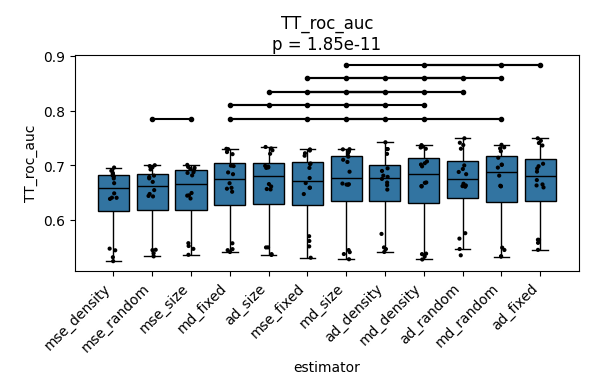 TT_roc_auc
p = 1.85e-11
0.9
0.8
0.7
0.6
TT_roc_auc
mse_density
mse_random
mse_size
md_fixed
ad_size
mse_fixed
md_size
ad_density
md_density
ad_random
md_random
ad_fixed
estimator